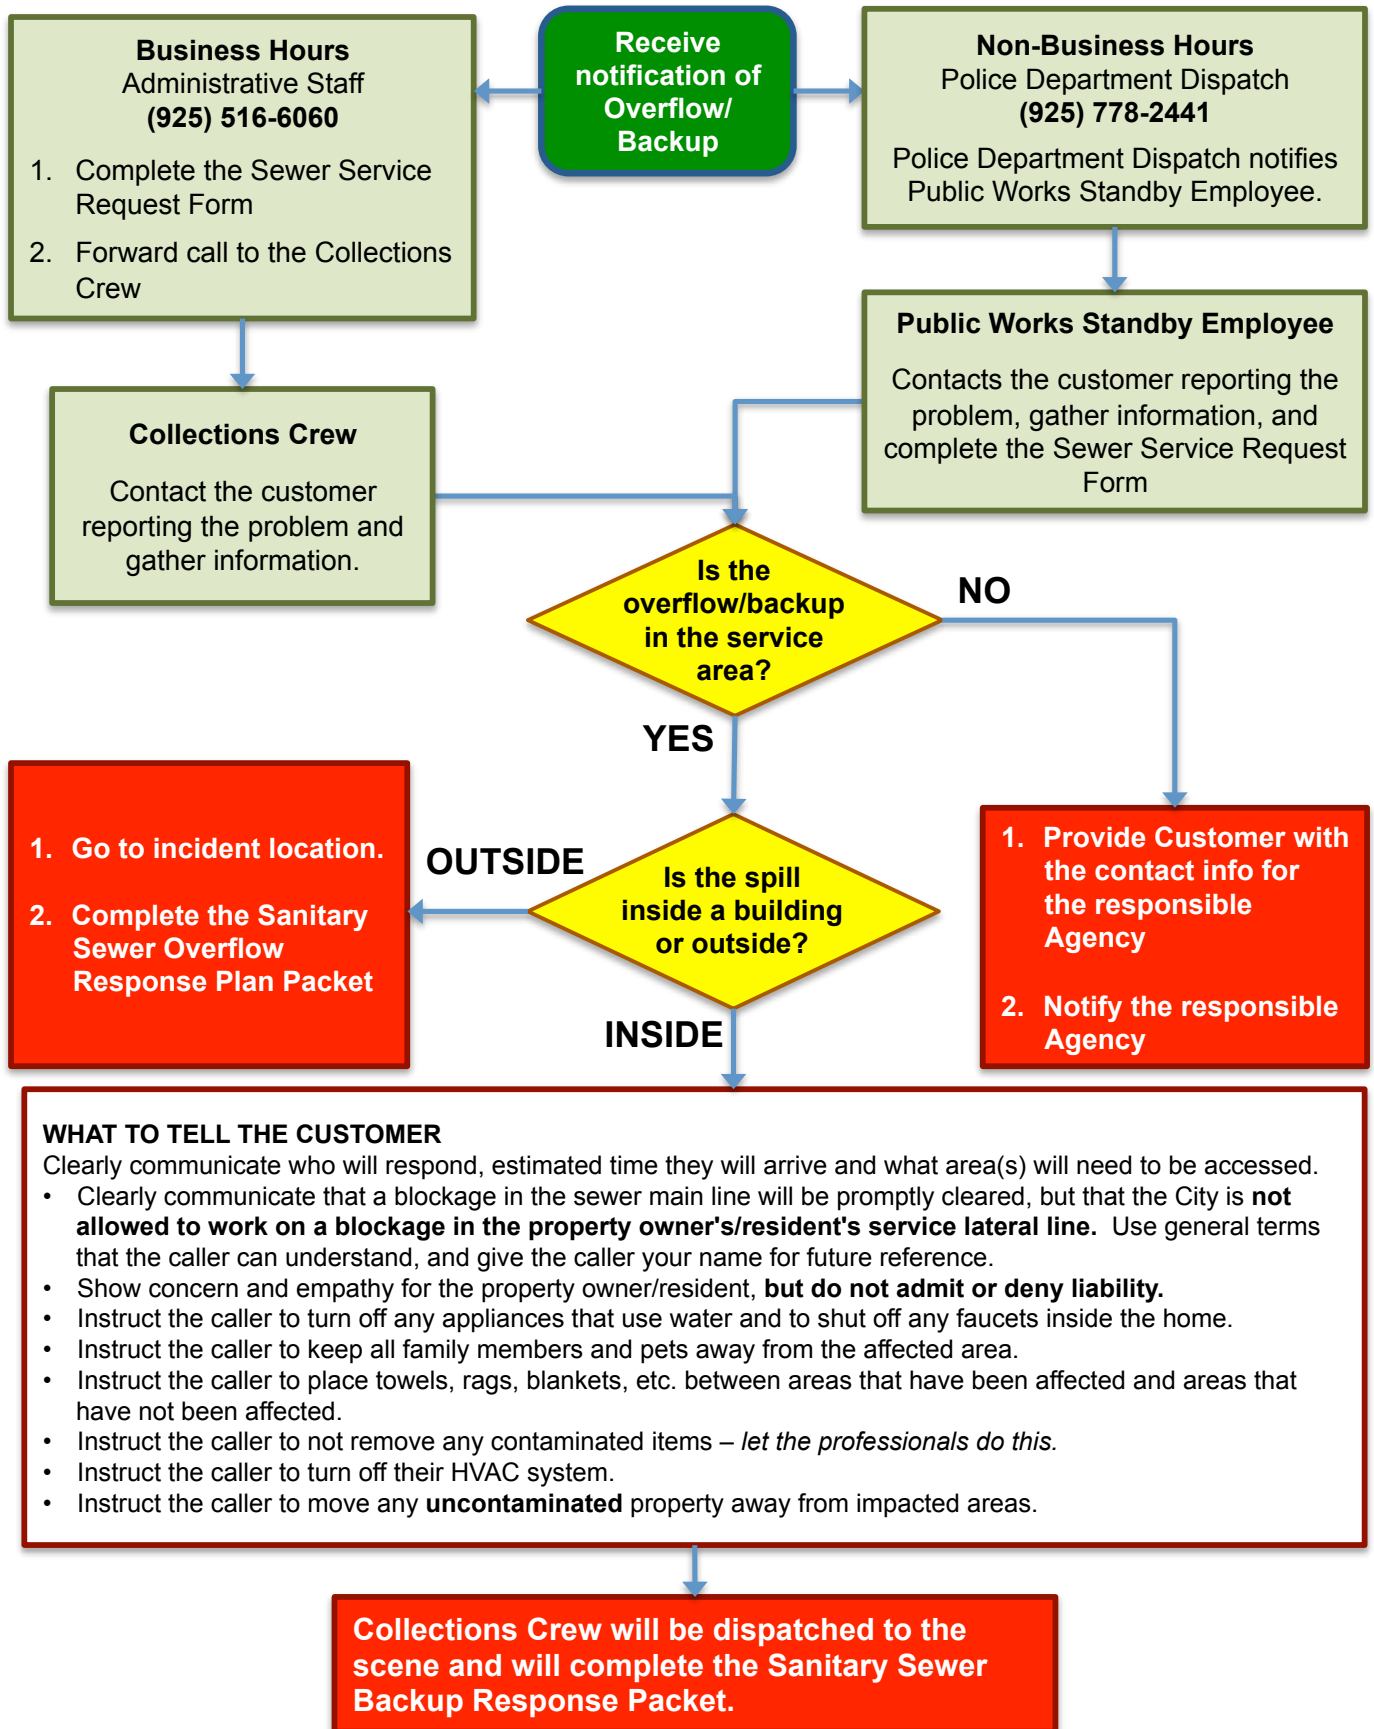 Receive
notification of
Overflow/
Backup
Business Hours
Administrative Staff
(925) 516-6060
1. Complete the Sewer Service
Request Form
2. Forward call to the Collections
Crew
Non-Business Hours
Police Department Dispatch
(925) 778-2441
Police Department Dispatch notifies
Public Works Standby Employee.
Public Works Standby Employee
Contacts the customer reporting the
problem, gather information, and
complete the Sewer Service Request
Form
Collections Crew
Contact the customer
reporting the problem and
gather information.
Is the
overflow/backup
in the service
area?
NO
YES
1. Go to incident location.
2. Complete the Sanitary
Sewer Overflow
Response Plan Packet
OUTSIDE
Is the spill
inside a building
or outside?
1. Provide Customer with
the contact info for
the responsible
Agency
2. Notify the responsible
Agency
INSIDE
WHAT TO TELL THE CUSTOMER
Clearly communicate who will respond, estimated time they will arrive and what area(s) will need to be accessed.
• Clearly communicate that a blockage in the sewer main line will be promptly cleared, but that the City is not
allowed to work on a blockage in the property owner's/resident's service lateral line. Use general terms
that the caller can understand, and give the caller your name for future reference.
• Show concern and empathy for the property owner/resident, but do not admit or deny liability.
• Instruct the caller to turn off any appliances that use water and to shut off any faucets inside the home.
• Instruct the caller to keep all family members and pets away from the affected area.
• Instruct the caller to place towels, rags, blankets, etc. between areas that have been affected and areas that
have not been affected.
• Instruct the caller to not remove any contaminated items – let the professionals do this.
• Instruct the caller to turn off their HVAC system.
• Instruct the caller to move any uncontaminated property away from impacted areas.
Collections Crew will be dispatched to the
scene and will complete the Sanitary Sewer
Backup Response Packet.